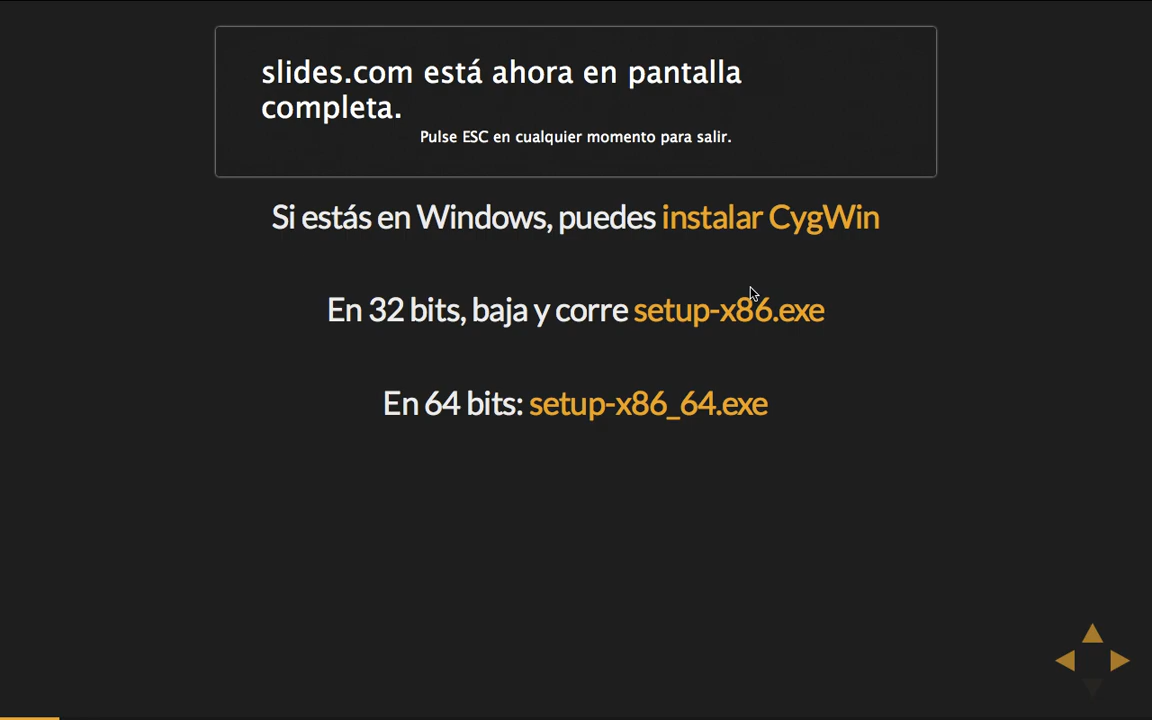 slides.com está ahora en pantalla
completa.
Pulse ESC en cualquier momento para salir.
Si estás en Windows, puedes instalar CygWin
En 32 bits, baja y corre setup-x86.exe
En 64 bits: setup-x86_64.exe